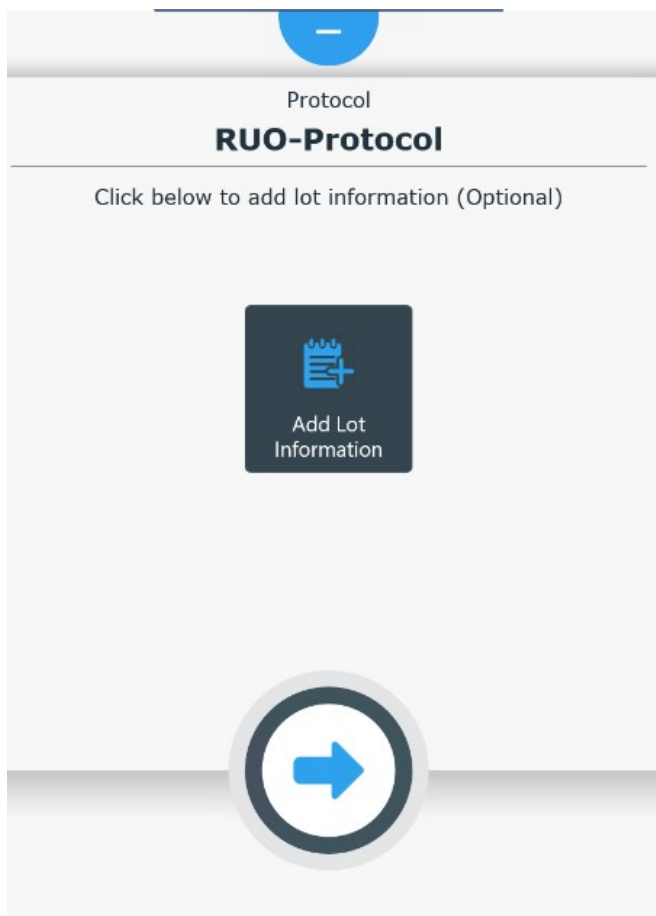 Protocol
RUO-Protocol
Click below to add lot information (Optional)
Add Lot
Information